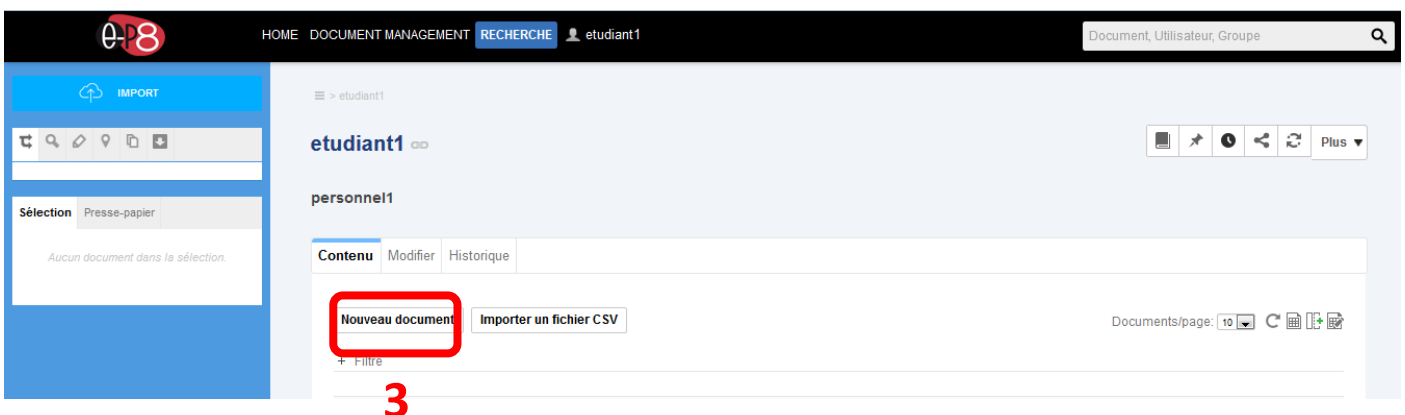 e-P8 HOME DOCUMENT MANAGEMENT RECHERCHE etudiant1 Document, Utilisateur, Groupe
IMPORT
> etudiant1
etudiant1
Plus
personnel1
Sélection Presse-papier
Aucun document dans la sélection.
Contenu Modifier Historique
Nouveau document Importer un fichier CSV Documents/page: 10
+ Filtre
3